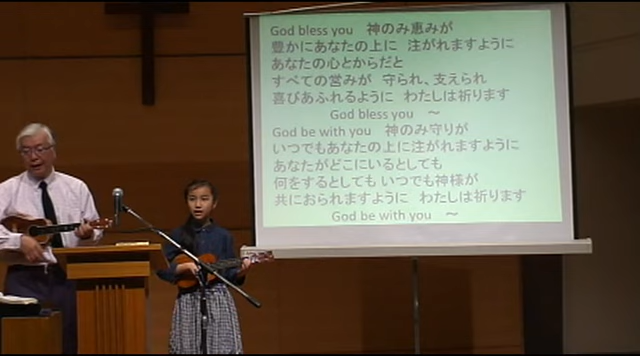 God bless you 神のみ恵みが
豊かにあなたの上に 注がれますように
あなたの心とからだと
すべての営みが 守られ、支えられ
喜びあふれるように わたしは祈ります
God bless you ～
God be with you 神のみ守りが
いつでもあなたの上に注がれますように
あなたがどこにいるとしても
何をするとしても いつでも神様が
共におられますように わたしは祈ります
God be with you ～